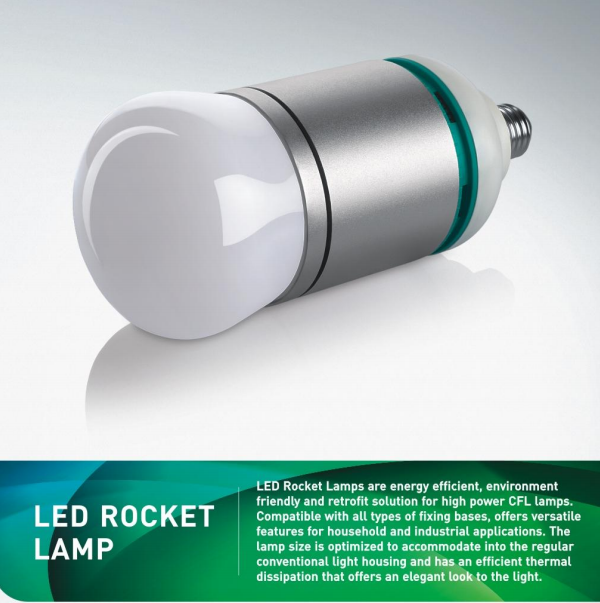 LED ROCKET
LAMP
LED Rocket Lamps are energy efficient, environment
friendly and retrofit solution for high power CFL lamps.
Compatible with all types of fixing bases, offers versatile
features for household and industrial applications. The
lamp size is optimized to accommodate into the regular
conventional light housing and has an efficient thermal
dissipation that offers an elegant look to the light.